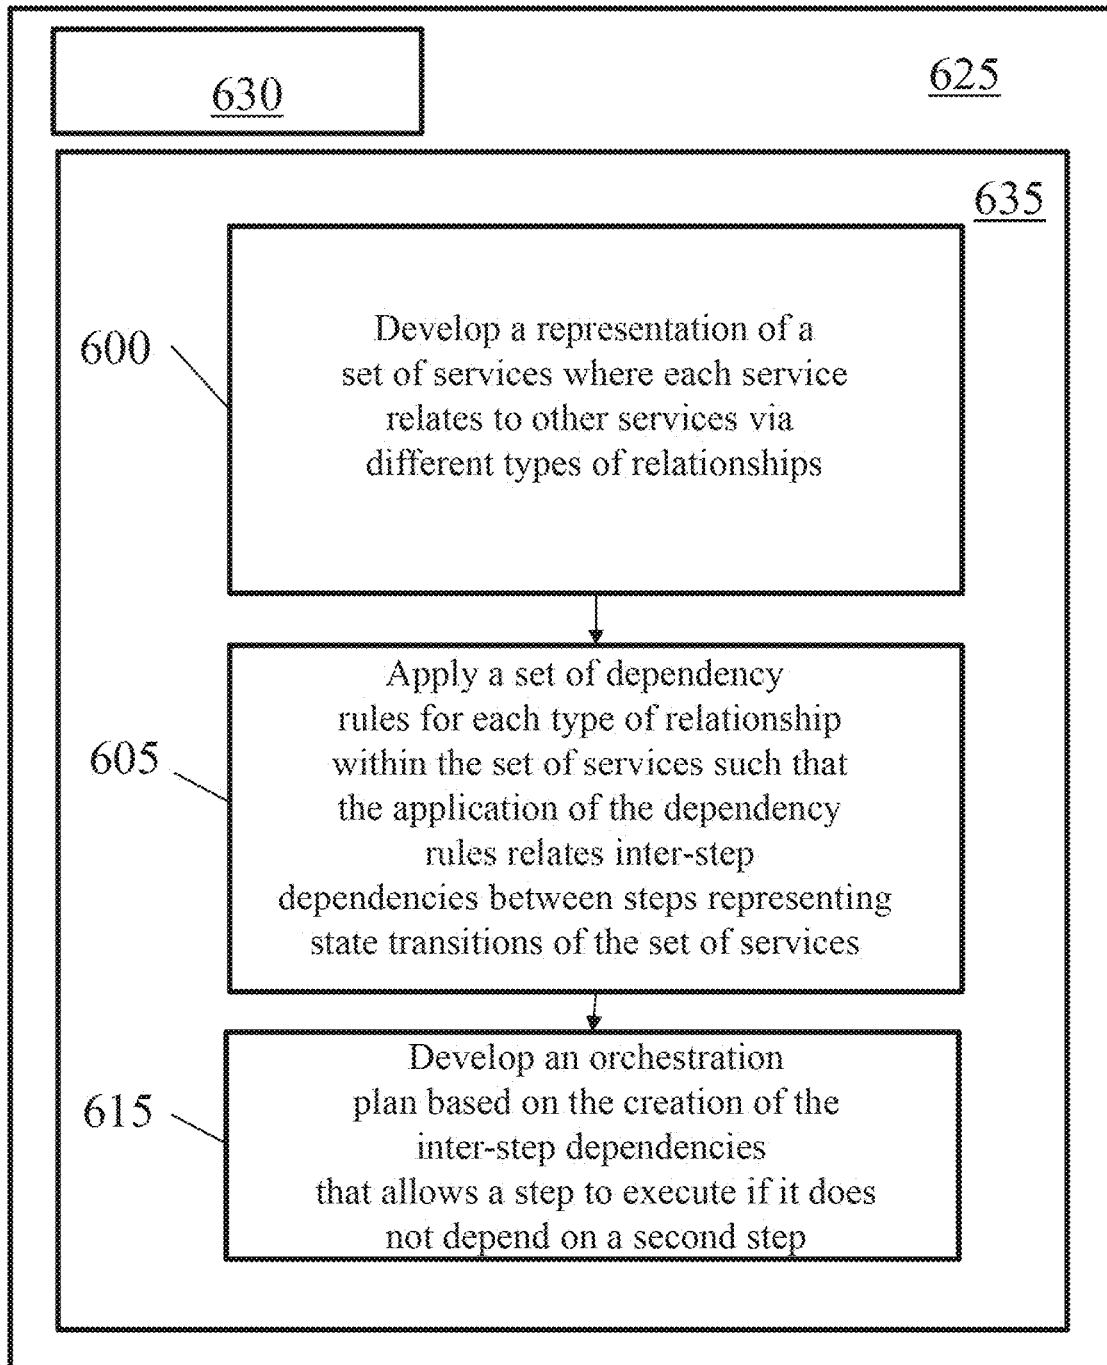 630
625
635
600
Develop a representation of a
set of services where each service
relates to other services via
different types of relationships
605
Apply a set of dependency
rules for each type of relationship
within the set of services such that
the application of the dependency
rules relates inter-step
dependencies between steps representing
state transitions of the set of services
615
Develop an orchestration
plan based on the creation of the
inter-step dependencies
that allows a step to execute if it does
not depend on a second step